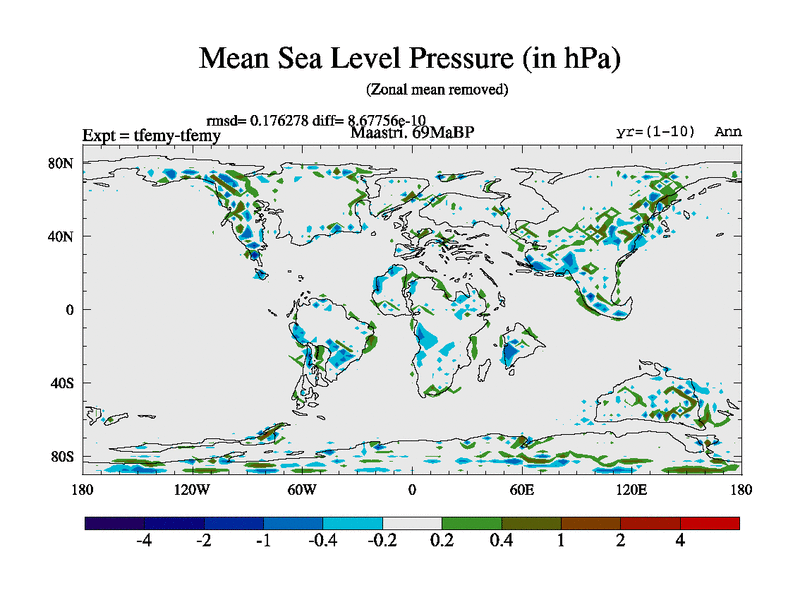 Mean Sea Level Pressure (in hPa)
(Zonal mean removed)
rmsd= 0.176278 diff= 8.67756e-10
Expt = tfemy-tfemy Maastri. 69MaBP yr=(1-10) Ann
80N
40N
0
40S
80S
180 120W 60W 0 60E 120E 180
-4 -2 -1 -0.4 -0.2 0.2 0.4 1 2 4